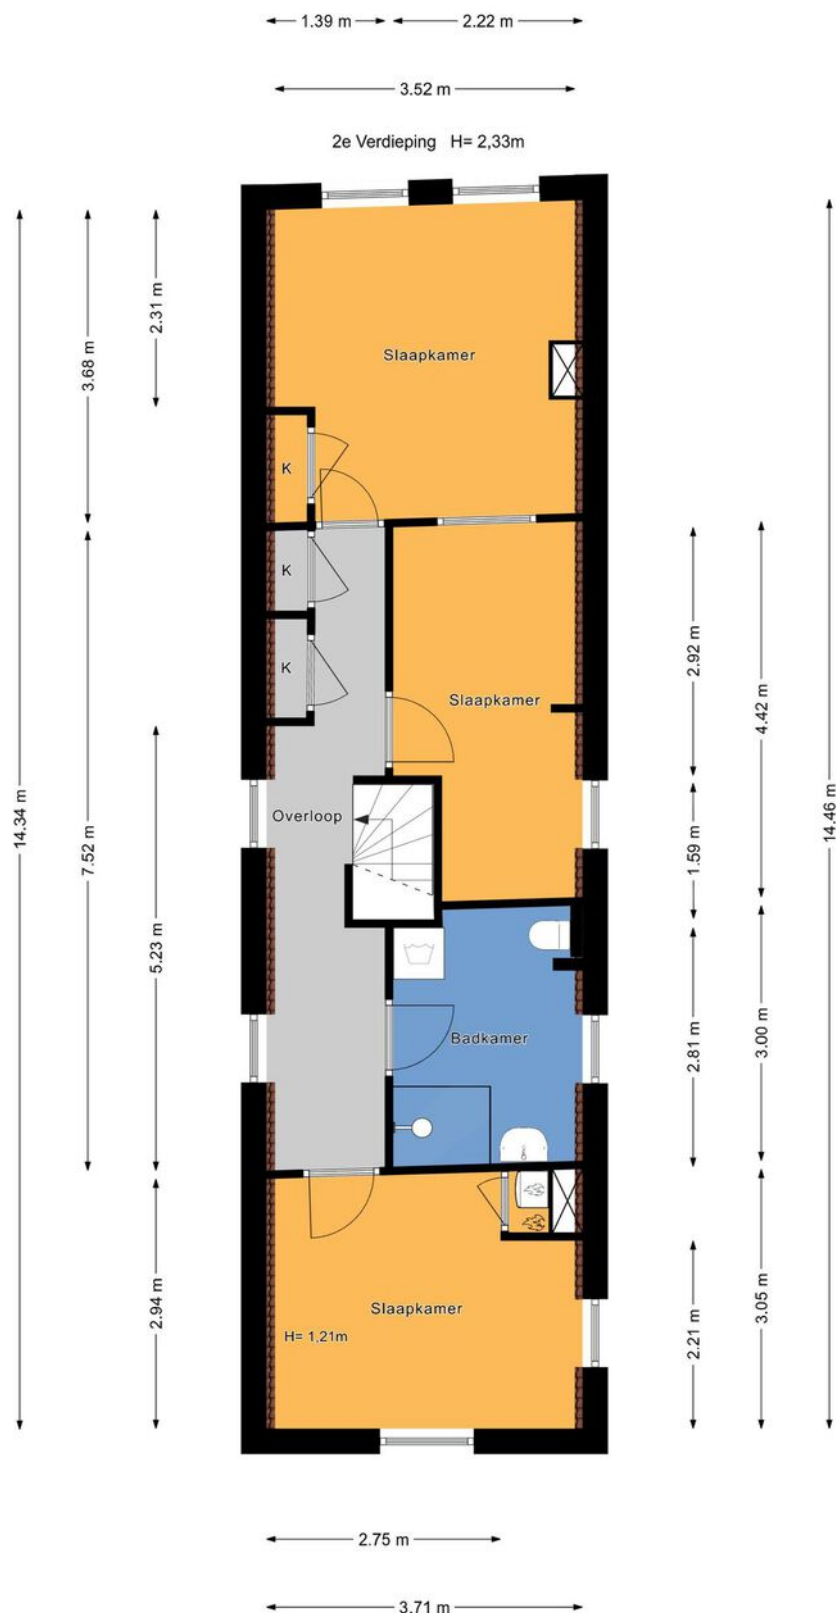 1.39 m
2.22 m
3.52 m
2e Verdieping H= 2,33m
2.31 m
3.68 m
Slaapkamer
K
K
K
2.92 m
4.42 m
Slaapkamer
14.34 m
7.52 m
Overloop
1.59 m
14.46 m
5.23 m
Badkamer
2.81 m
3.00 m
2.94 m
Slaapkamer
H= 1,21m
2.21 m
3.05 m
2.75 m
3.71 m